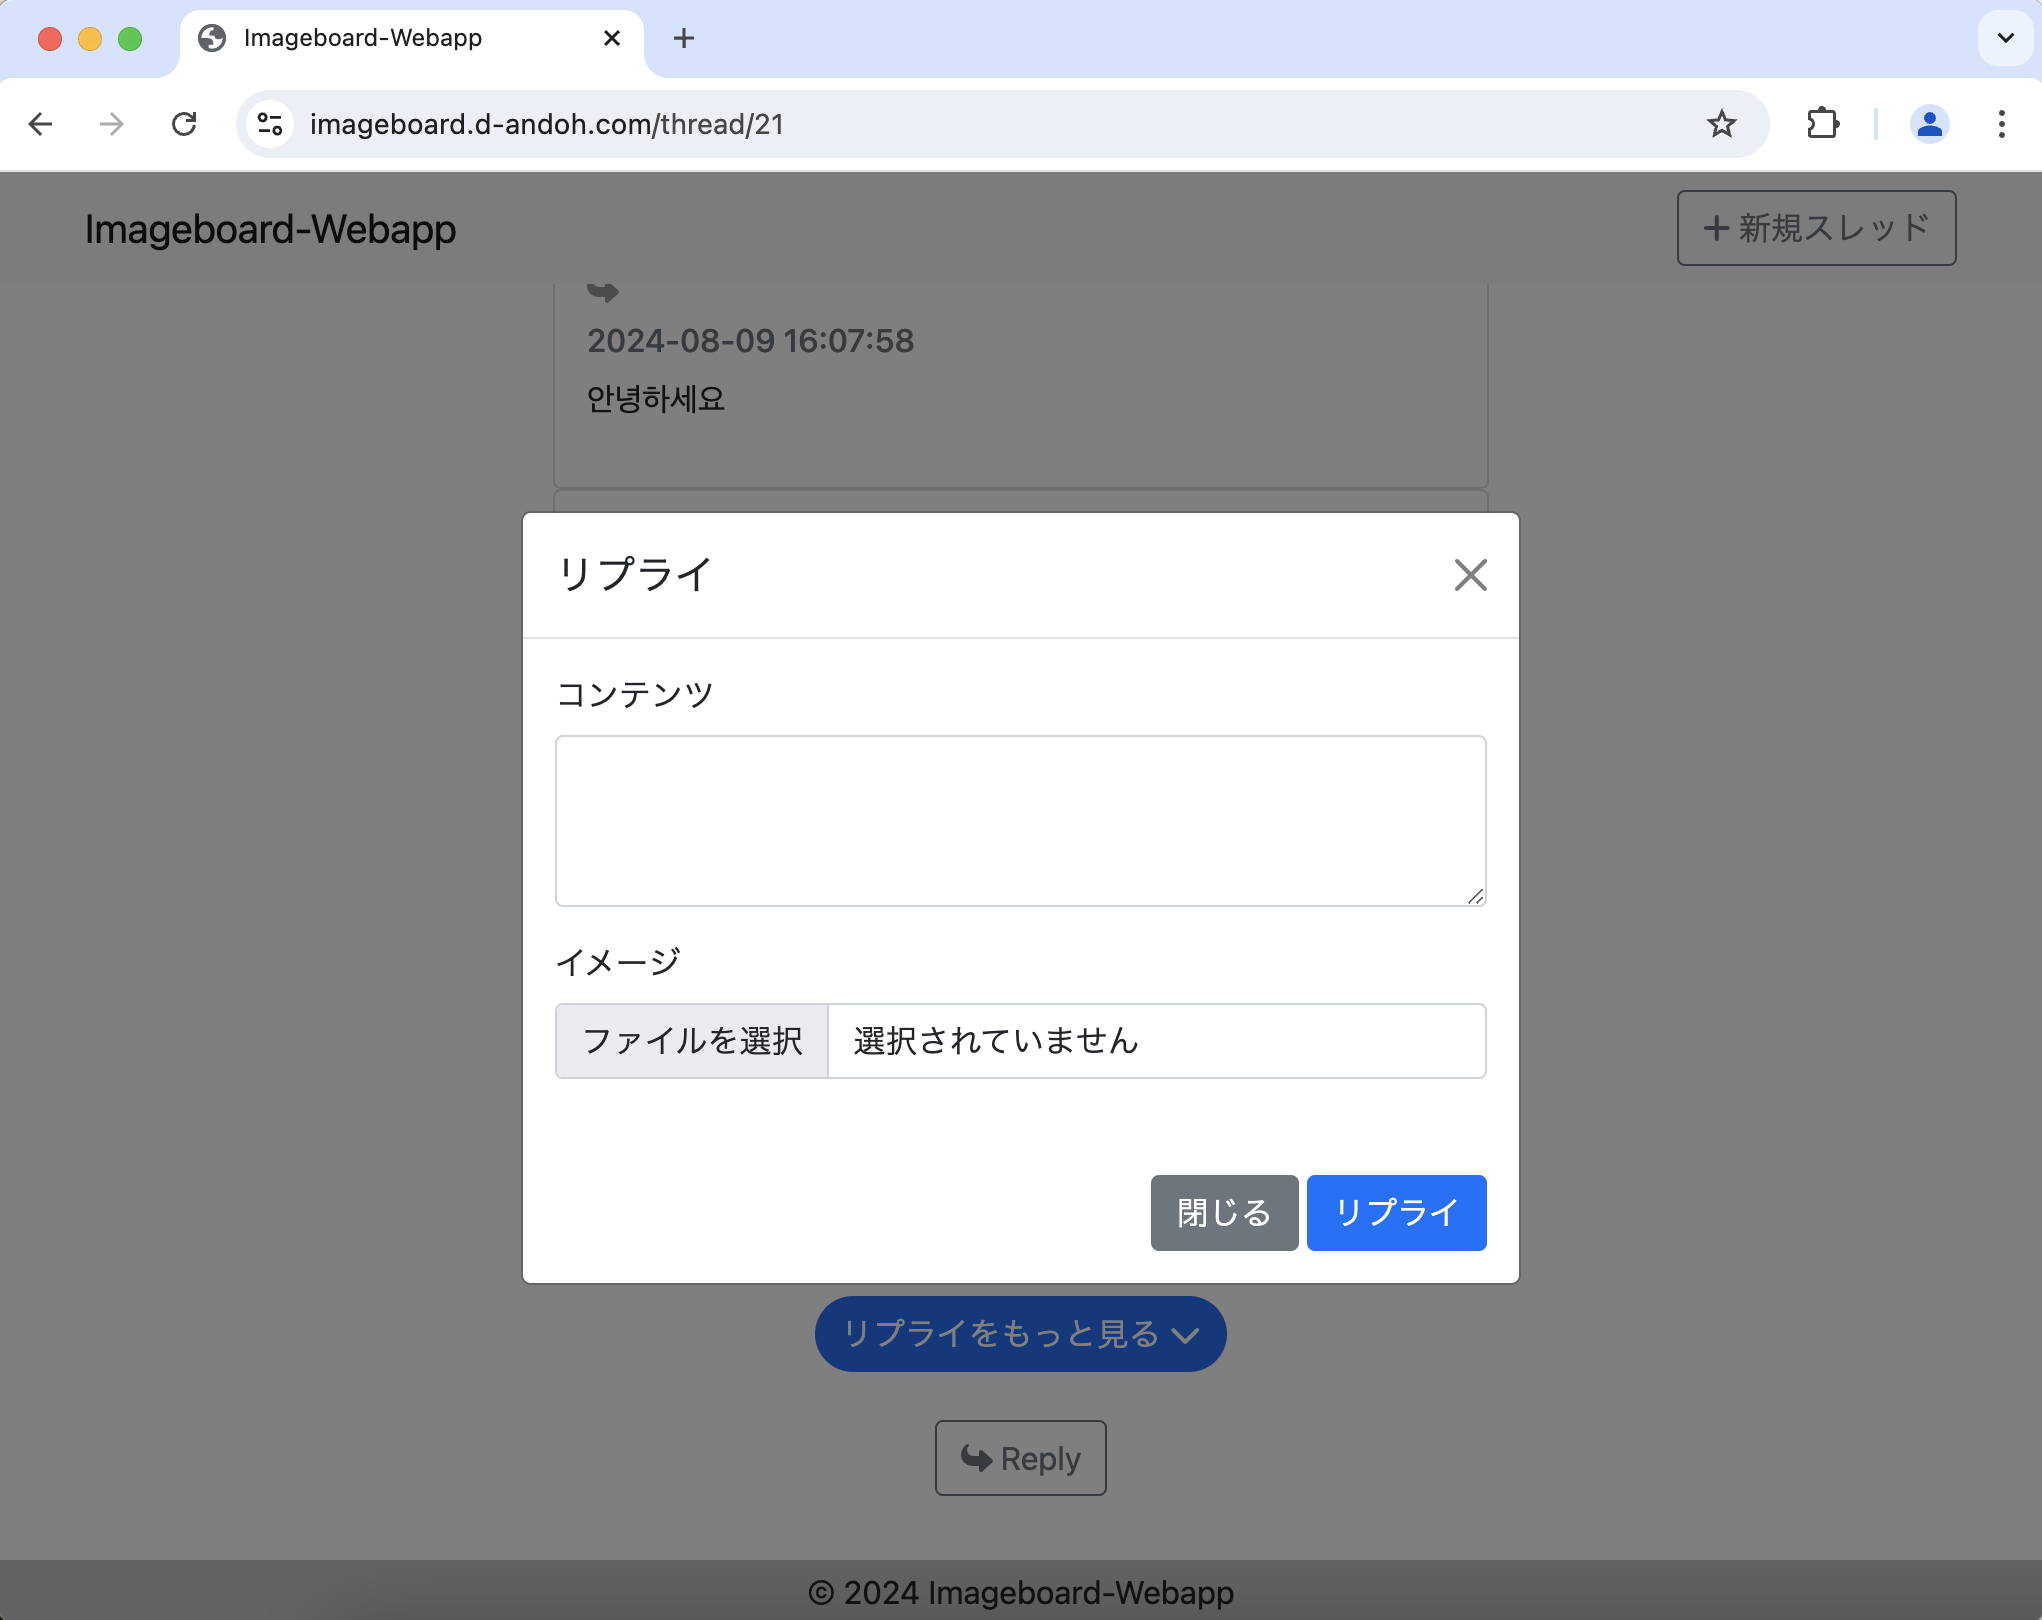 Imageboard-Webapp
imageboard.d-andoh.com/thread/21
Imageboard-Webapp
新規スレッド
2024-08-09 16:07:58
안녕하세요
リプライ
コンテンツ
イメージ
ファイルを選択 選択されていません
閉じる リプライ
リプライをもっと見る
Reply
© 2024 Imageboard-Webapp